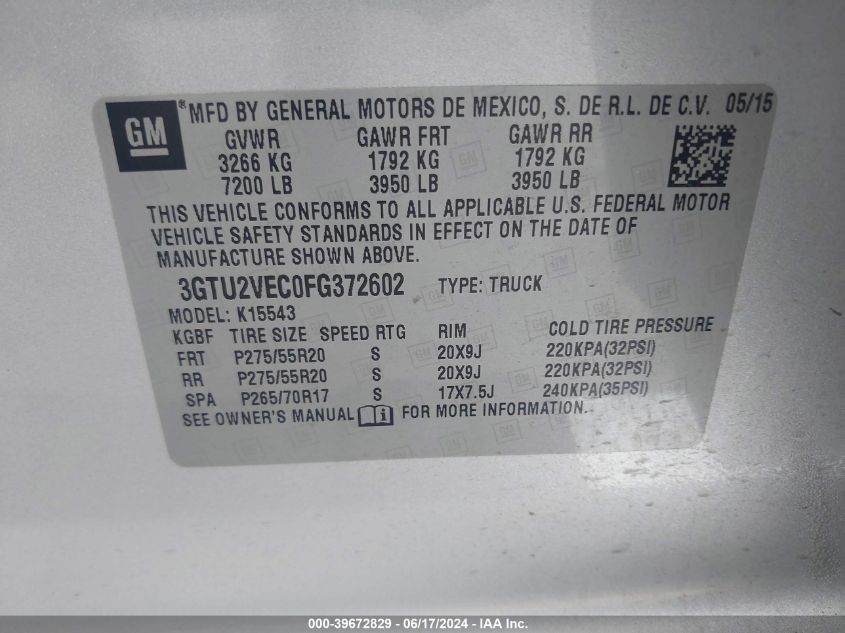 GM ®MFD BY GENERAL MOTORS DE MEXICO, S. DE R.L. DE C.V. 05/15
GVWR GAWR FRT GAWR RR
3266 KG 1792 KG 1792 KG
7200 LB 3950 LB 3950 LB
THIS VEHICLE CONFORMS TO ALL APPLICABLE U.S. FEDERAL MOTOR
VEHICLE SAFETY STANDARDS IN EFFECT ON THE DATE OF
MANUFACTURE SHOWN ABOVE.
3GTU2VEC0FG372602 TYPE: TRUCK
MODEL: K15543
KGBF TIRE SIZE SPEED RTG RIM COLD TIRE PRESSURE
FRT P275/55R20 S 20X9J 220KPA(32PSI)
RR P275/55R20 S 20X9J 220KPA(32PSI)
SPA P265/70R17 S 17X7.5J 240KPA(35PSI)
SEE OWNER'S MANUAL FOR MORE INFORMATION.
000-39672829 - 06/17/2024 - IAA Inc.